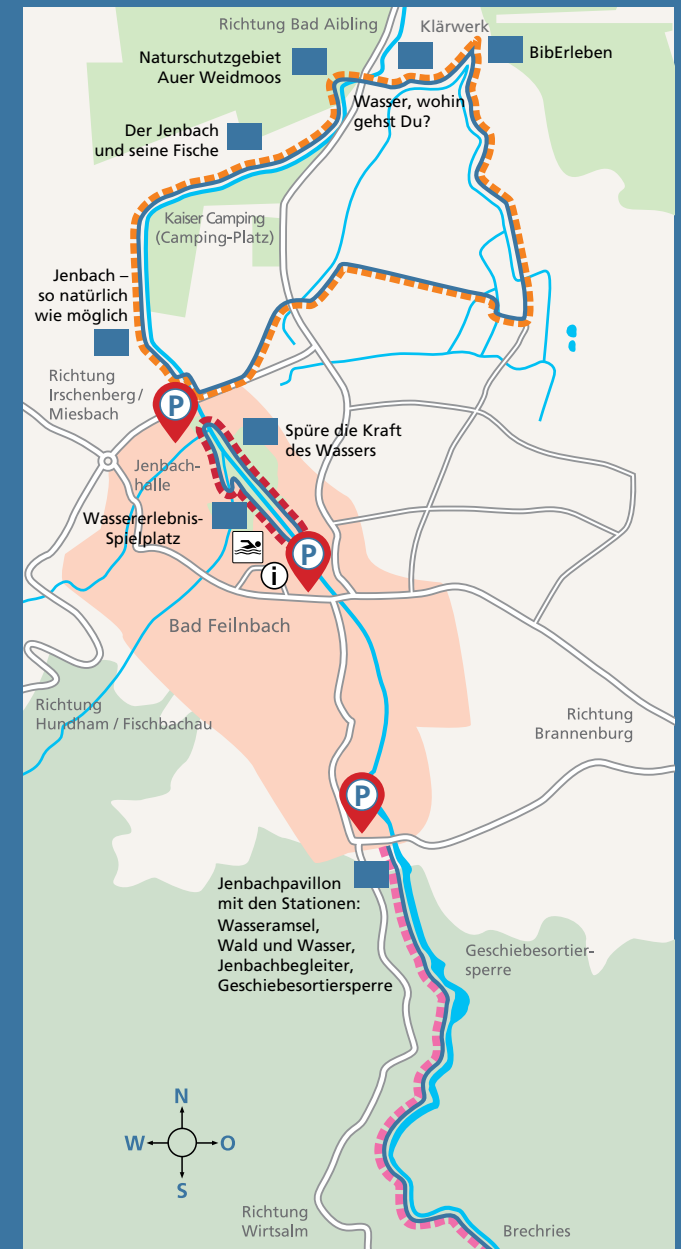 Richtung Bad Aibling
Klärwerk
Naturschutzgebiet
Auer Weidmoos
BibErleben
Wasser, wohin
gehst Du?
Der Jenbach
und seine Fische
Kaiser Camping
(Camping-Platz)
Jenbach –
so natürlich
wie möglich
Richtung
Irschenberg/
Miesbach
P
Spüre die Kraft
des Wassers
Jenbach-
halle
Wassererlebnis-
Spielplatz
P
i
Bad Feilnbach
Richtung
Hundham / Fischbachau
Richtung
Brannenburg
P
Jenbachpavillon
mit den Stationen:
Wasseramsel,
Wald und Wasser,
Jenbachbegleiter,
Geschiebesortiersperre
Geschiebesortier-
sperre
N
W O
S
Richtung
Wirtsalm
Brechries